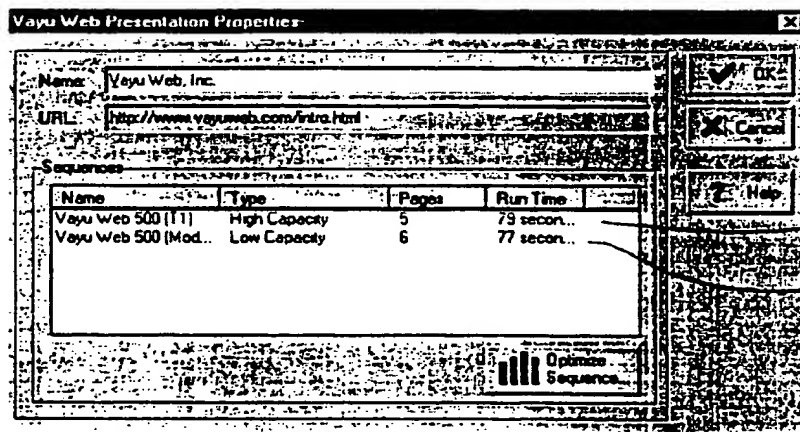 Vayu Web Presentation Properties
Name: Vayu Web, Inc.
OK
URL: http://www.vayuweb.com/intro.html
Cancel
Sequences
Help
Name Type Pages Run Time
Vayu Web 500 (T1) High Capacity 5 79 secon...
Vayu Web 500 (Mod... Low Capacity 6 77 secon...
Optimize
Sequence...